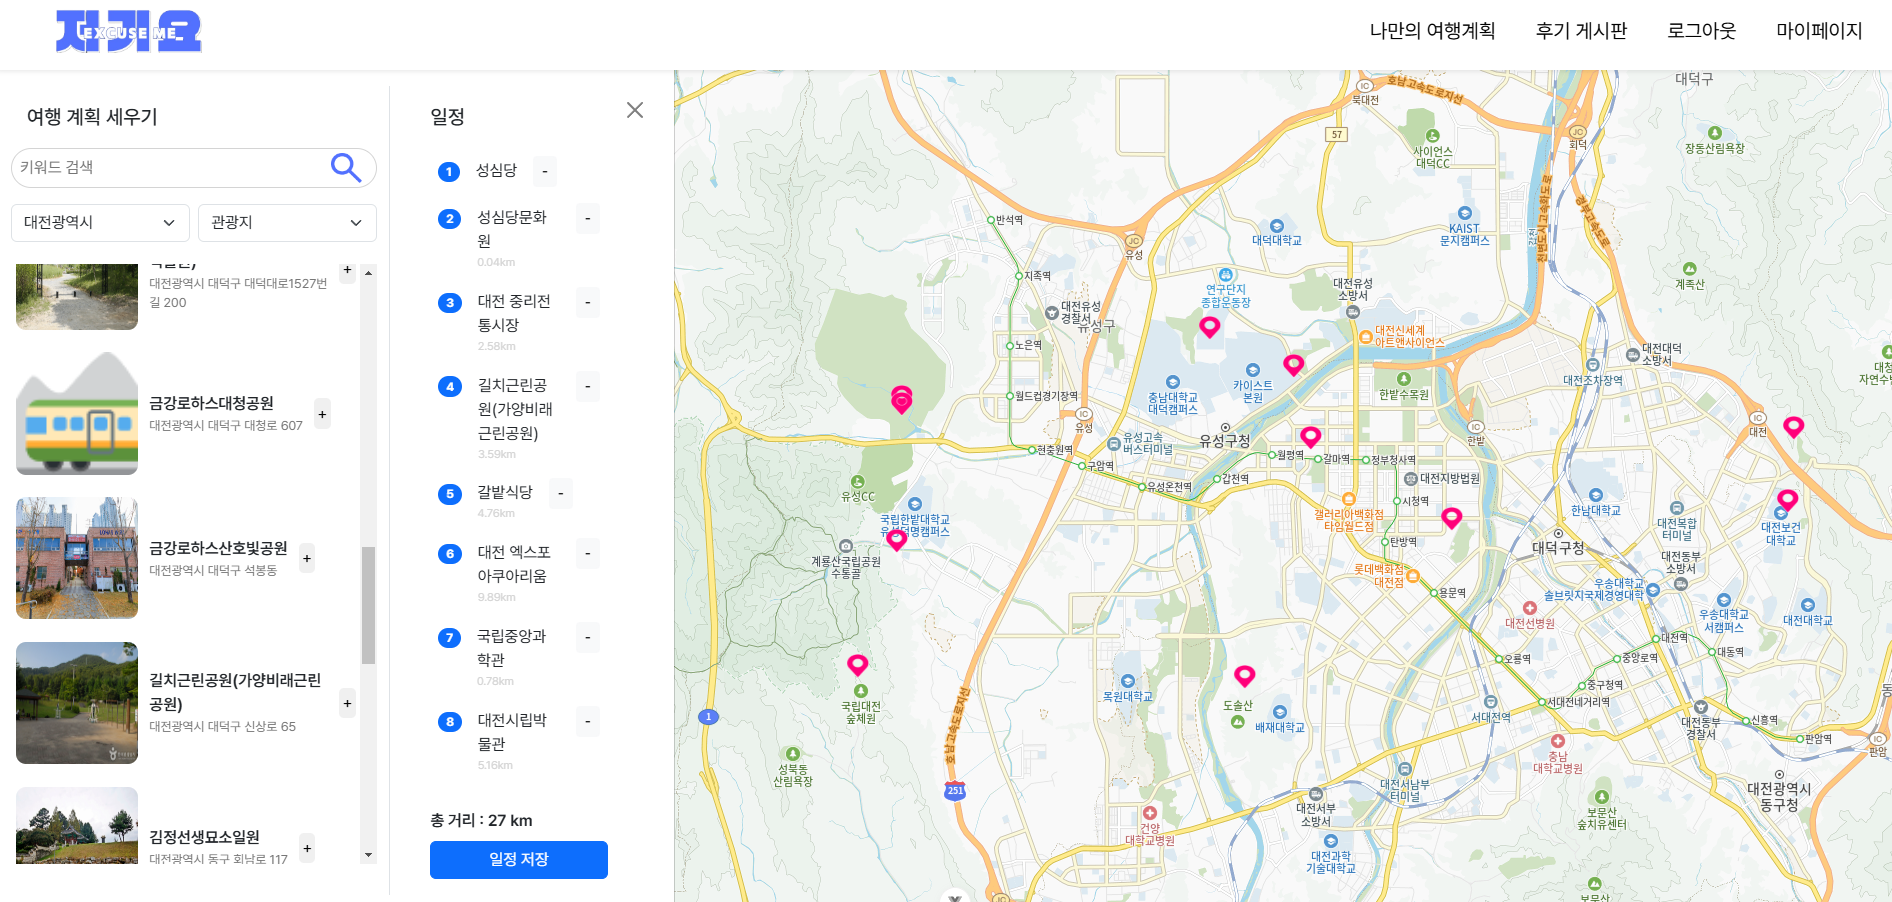 저기요
EXCUSE ME
나만의 여행계획
후기 게시판
로그아웃
마이페이지
여행 계획 세우기
키워드 검색
대전광역시
관광지
대전광역시 대덕구 대덕대로1527번
길 200
+
금강로하스대청공원
대전광역시 대덕구 대청로 607
+
금강로하스산호빛공원
대전광역시 대덕구 석봉동
+
길치근린공원(가양비래근린
공원)
대전광역시 대덕구 신상로 65
+
김정선생묘소일원
대전광역시 동구 회남로 117
+
일정
1 성심당 -
2 성심당문화 -
원
0.04km
3 대전 중리전 -
통시장
2.58km
4 길치근린공 -
원(가양비래
근린공원)
3.59km
5 갈밭식당 -
4.76km
6 대전 엑스포 -
아쿠아리움
9.89km
7 국립중앙과 -
학관
0.78km
8 대전시립박 -
물관
5.16km
총 거리 : 27 km
일정 저장
대덕구
호남고속도로지선
JC
북대전
57
사이언스
대덕CC
JC
회덕
장동산림욕장
천변도시고속화도로
경부고속도로
반석역
JC
유성
대덕대학교
KAIST
문지캠퍼스
갑천
계족산
지족역
연구단지
종합운동장
대전유성
소방서
대전유성
경찰서
유성구
노은역
대전신세계
아트앤사이언스
대전대덕
소방서
대전조차장역
대청
자연수변
월드컵경기장역
충남대학교
대덕캠퍼스
카이스트
본원
한밭수목원
IC
유성
유성고속
버스터미널
유성구청
IC
한밭
IC
대전
현충원역
구암역
유성온천역
갑천역
월평역
갈마역
정부청사역
대전지방법원
유성CC
국립한밭대학교
유성덕명캠퍼스
계룡산국립공원
수통골
시청역
갤러리아백화점
타임월드점
탄방역
한남대학교
대전복합
터미널
대전보건
대학교
대덕구청
대전동부
소방서
롯데백화점
대전점
용문역
우송대학교
솔브릿지국제경영대학
대전선병원
우송대학교
서캠퍼스
대전대학교
대전역
오룡역
중앙로역
대동역
국립대전
숲체원
목원대학교
도솔산
배재대학교
중구청역
서대전네거리역
서대전역
대전동부
경찰서
신흥역
판암역
IC
판암
동
1
호남고속도로지선
251
성북동
산림욕장
충남
대학교병원
대전서남부
터미널
대전서부
소방서
대전광역시
동구청
보문산
숲치유센터
건양
대학교병원
대전과학
기술대학교
보문산
IC